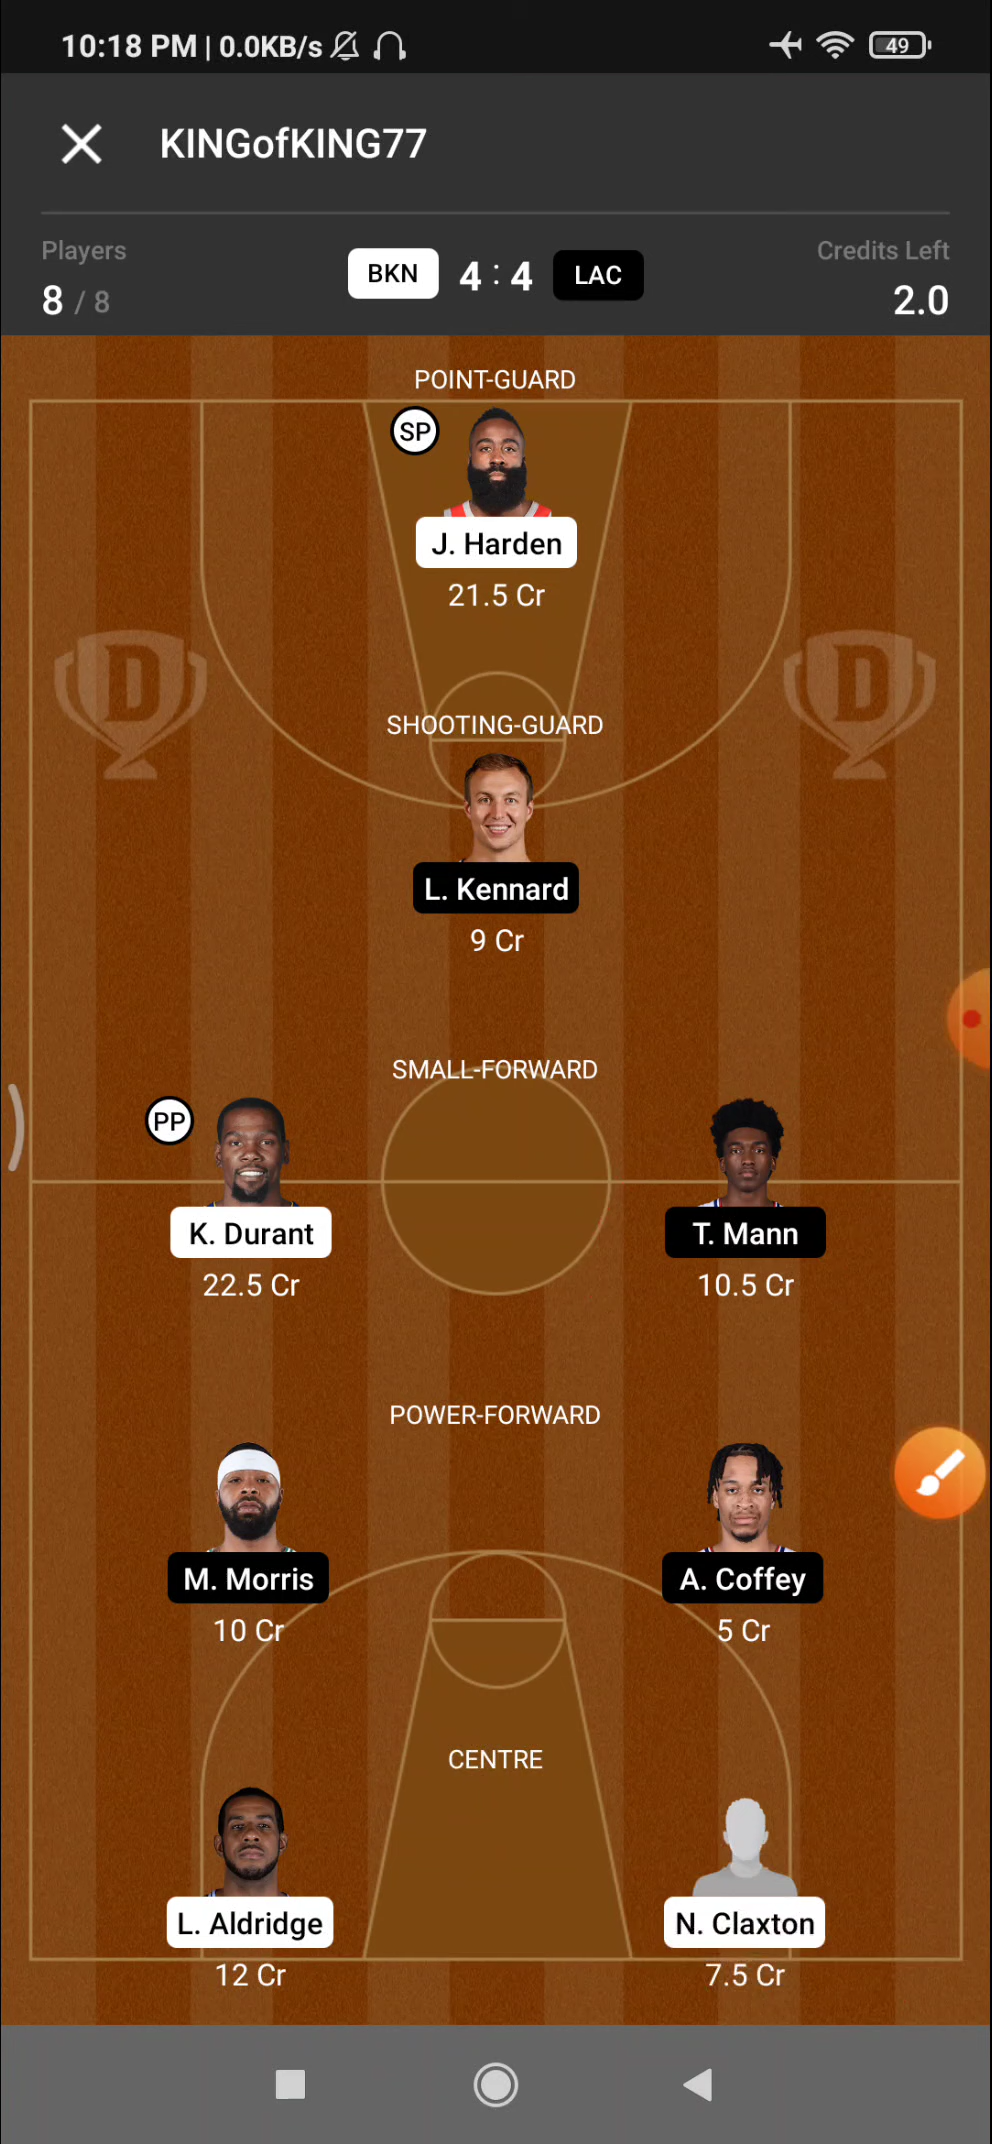 10:18 PM | 0.0KB/s
49
KINGofKING77
Players
8 / 8
BKN 4 : 4 LAC
Credits Left
2.0
POINT-GUARD
SP
J. Harden
21.5 Cr
D D
SHOOTING-GUARD
L. Kennard
9 Cr
SMALL-FORWARD
PP
K. Durant T. Mann
22.5 Cr 10.5 Cr
POWER-FORWARD
M. Morris A. Coffey
10 Cr 5 Cr
CENTRE
L. Aldridge N. Claxton
12 Cr 7.5 Cr